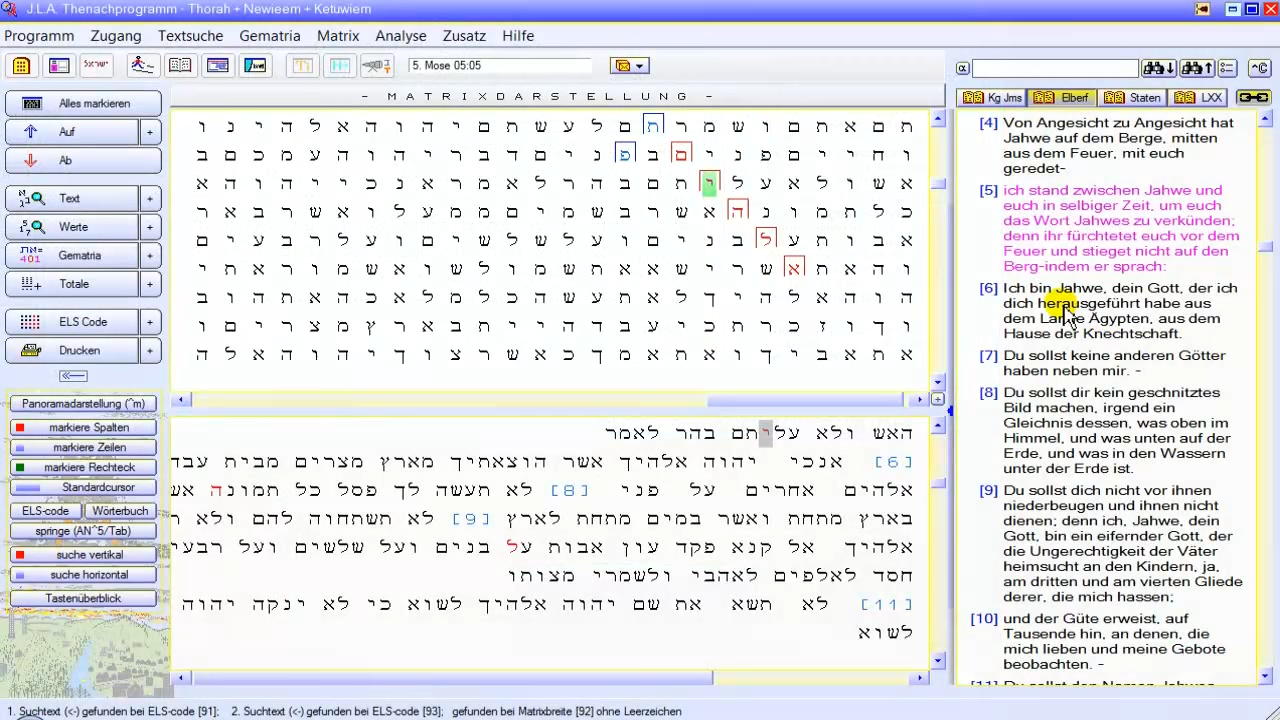 J.L.A. Thenachprogramm - Thorah + Newieem + Ketuwiem
Programm Zugang Textsuche Gematria Matrix Analyse Zusatz Hilfe
5. Mose 05:05
- M A T R I X D A R S T E L L U N G -
Alles markieren
Auf +
Ab +
Text +
Werte +
Gematria +
Totale +
ELS Code +
Drucken +
Panoramadarstellung (^m)
markiere Spalten
markiere Zeilen
markiere Rechteck
Standardcursor
ELS-code Wörterbuch
springe (AN^5/Tab)
suche vertikal
suche horizontal
Tastenüberblick
ת ם א ת ם ו ש מ ר ת ם ל ע ש ת ם י ה ו ה א ל ה י נ ו
ו ח י י ם פ נ י ם ב פ נ י ם ד ב ר י ה ו ה ע מ כ ם ב
א ש ו ל א ע ל י ת ם ב ה ר ל א מ ר א נ כ י י ה ו ה א
כ ל ת מ ו נ ה א ש ר ב ש מ י ם מ מ ע ל ו א ש ר ב א ר
א ב ו ת ע ל ב נ י ם ו ע ל ש ל ש י ם ו ע ל ר ב ע י ם
ו ה א ת א ש ר י ש א א ת ש מ ו ל ש ו א ש מ ו ר א ת י
ה ו ה א ל ה י ך ל א ת ע ש ה כ ל מ ל א כ ה א ת ה ו ב
ו ך ו ז כ ר ת כ י ע ב ד ה י י ת ב א ר ץ מ צ ר י ם ו
א ת א ב י ך ו א ת א מ ך כ א ש ר צ ו ך י ה ו ה א ל ה
האש ולא עליתם בהר לאמר
[6] אנכי יהוה אלהיך אשר הוצאתיך מארץ מצרים מבית עבד
אלהים אחרים על פני [8] לא תעשה לך פסל כל תמונה אש
בארץ מתחת ואשר במים מתחת לארץ [9] לא תשתחוה להם ולא ת
אלהיך אל קנא פקד עון אבות על בנים ועל שלשים ועל רבעי
חסד לאלפים לאהבי ולשמרי מצותו
[11] לא תשא את שם יהוה אלהיך לשוא כי לא ינקה יהוה
לשוא
Kg Jms Elberf Staten LXX
[4] Von Angesicht zu Angesicht hat
Jahwe auf dem Berge, mitten
aus dem Feuer, mit euch
geredet-
[5] ich stand zwischen Jahwe und
euch in selbiger Zeit, um euch
das Wort Jahwes zu verkünden;
denn ihr fürchtetet euch vor dem
Feuer und stieget nicht auf den
Berg-indem er sprach:
[6] Ich bin Jahwe, dein Gott, der ich
dich herausgeführt habe aus
dem Lande Ägypten, aus dem
Hause der Knechtschaft.
[7] Du sollst keine anderen Götter
haben neben mir. -
[8] Du sollst dir kein geschnitztes
Bild machen, irgend ein
Gleichnis dessen, was oben im
Himmel, und was unten auf der
Erde, und was in den Wassern
unter der Erde ist.
[9] Du sollst dich nicht vor ihnen
niederbeugen und ihnen nicht
dienen; denn ich, Jahwe, dein
Gott, bin ein eifernder Gott, der
die Ungerechtigkeit der Väter
heimsucht an den Kindern, ja,
am dritten und am vierten Gliede
derer, die mich hassen;
[10] und der Güte erweist, auf
Tausende hin, an denen, die
mich lieben und meine Gebote
beobachten. -
1. Suchtext (<-) gefunden bei ELS-code [91]; 2. Suchtext (<-) gefunden bei ELS-code [93]; gefunden bei Matrixbreite [92] ohne Leerzeichen